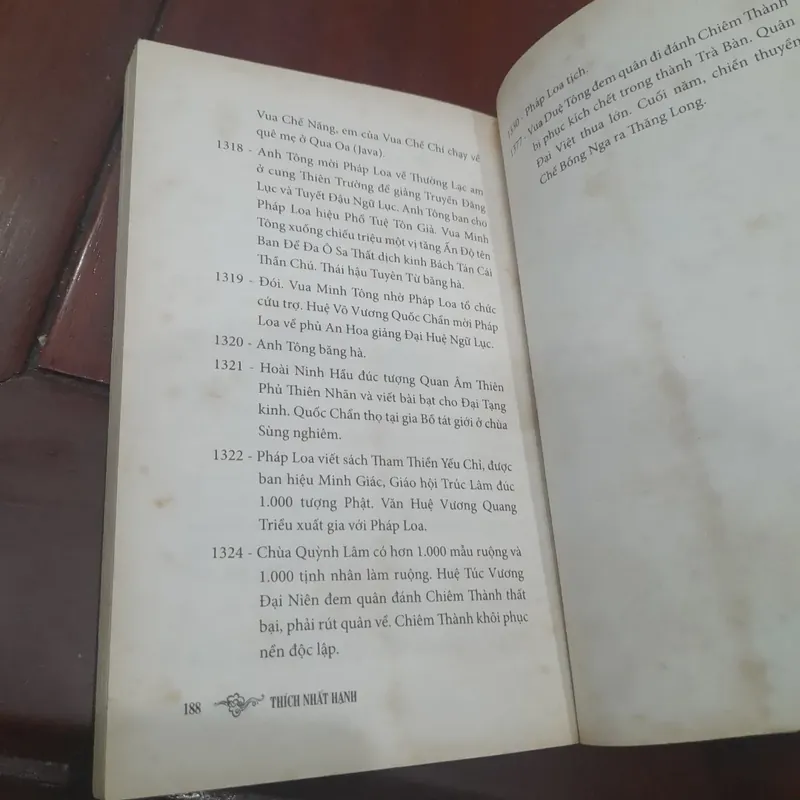 Vua Chế Năng, em của Vua Chế Chí chạy về
quê mẹ ở Qua Oa (Java).
1318 - Anh Tông mời Pháp Loa về Thường Lạc am
ở cung Thiên Trường để giảng Truyền Đăng
Lục và Tuyết Đậu Ngữ Lục. Anh Tông ban cho
Pháp Loa hiệu Phổ Tuệ Tôn Giả. Vua Minh
Tông xuống chiếu triệu một vị tăng Ấn Độ tên
Ban Để Đa Ô Sa Thất dịch kinh Bách Tán Cái
Thần Chú. Thái hậu Tuyên Từ băng hà.
1319 - Đói. Vua Minh Tông nhờ Pháp Loa tổ chức
cứu trợ. Huệ Võ Vương Quốc Chẩn mời Pháp
Loa về phủ An Hoa giảng Đại Huệ Ngữ Lục.
1320 - Anh Tông băng hà.
1321 - Hoài Ninh Hầu đúc tượng Quan Âm Thiên
Phủ Thiên Nhãn và viết bài bạt cho Đại Tạng
kinh. Quốc Chẩn thọ tại gia Bồ tát giới ở chùa
Sùng nghiêm.
1322 - Pháp Loa viết sách Tham Thiền Yếu Chỉ, được
ban hiệu Minh Giác, Giáo hội Trúc Lâm đúc
1.000 tượng Phật. Văn Huệ Vương Quang
Triều xuất gia với Pháp Loa.
1324 - Chùa Quỳnh Lâm có hơn 1.000 mẫu ruộng và
1.000 tịnh nhân làm ruộng. Huệ Túc Vương
Đại Niên đem quân đánh Chiêm Thành thất
bại, phải rút quân về. Chiêm Thành khôi phục
nền độc lập.
188 THÍCH NHẤT HẠNH
1330 - Pháp Loa tịch.
1377 - Vua Duệ Tông đem quân đi đánh Chiêm Thành
bị phục kích chết trong thành Trà Bàn. Quân
Đại Việt thua lớn. Cuối năm, chiến thuyền
Chế Bồng Nga ra Thăng Long.